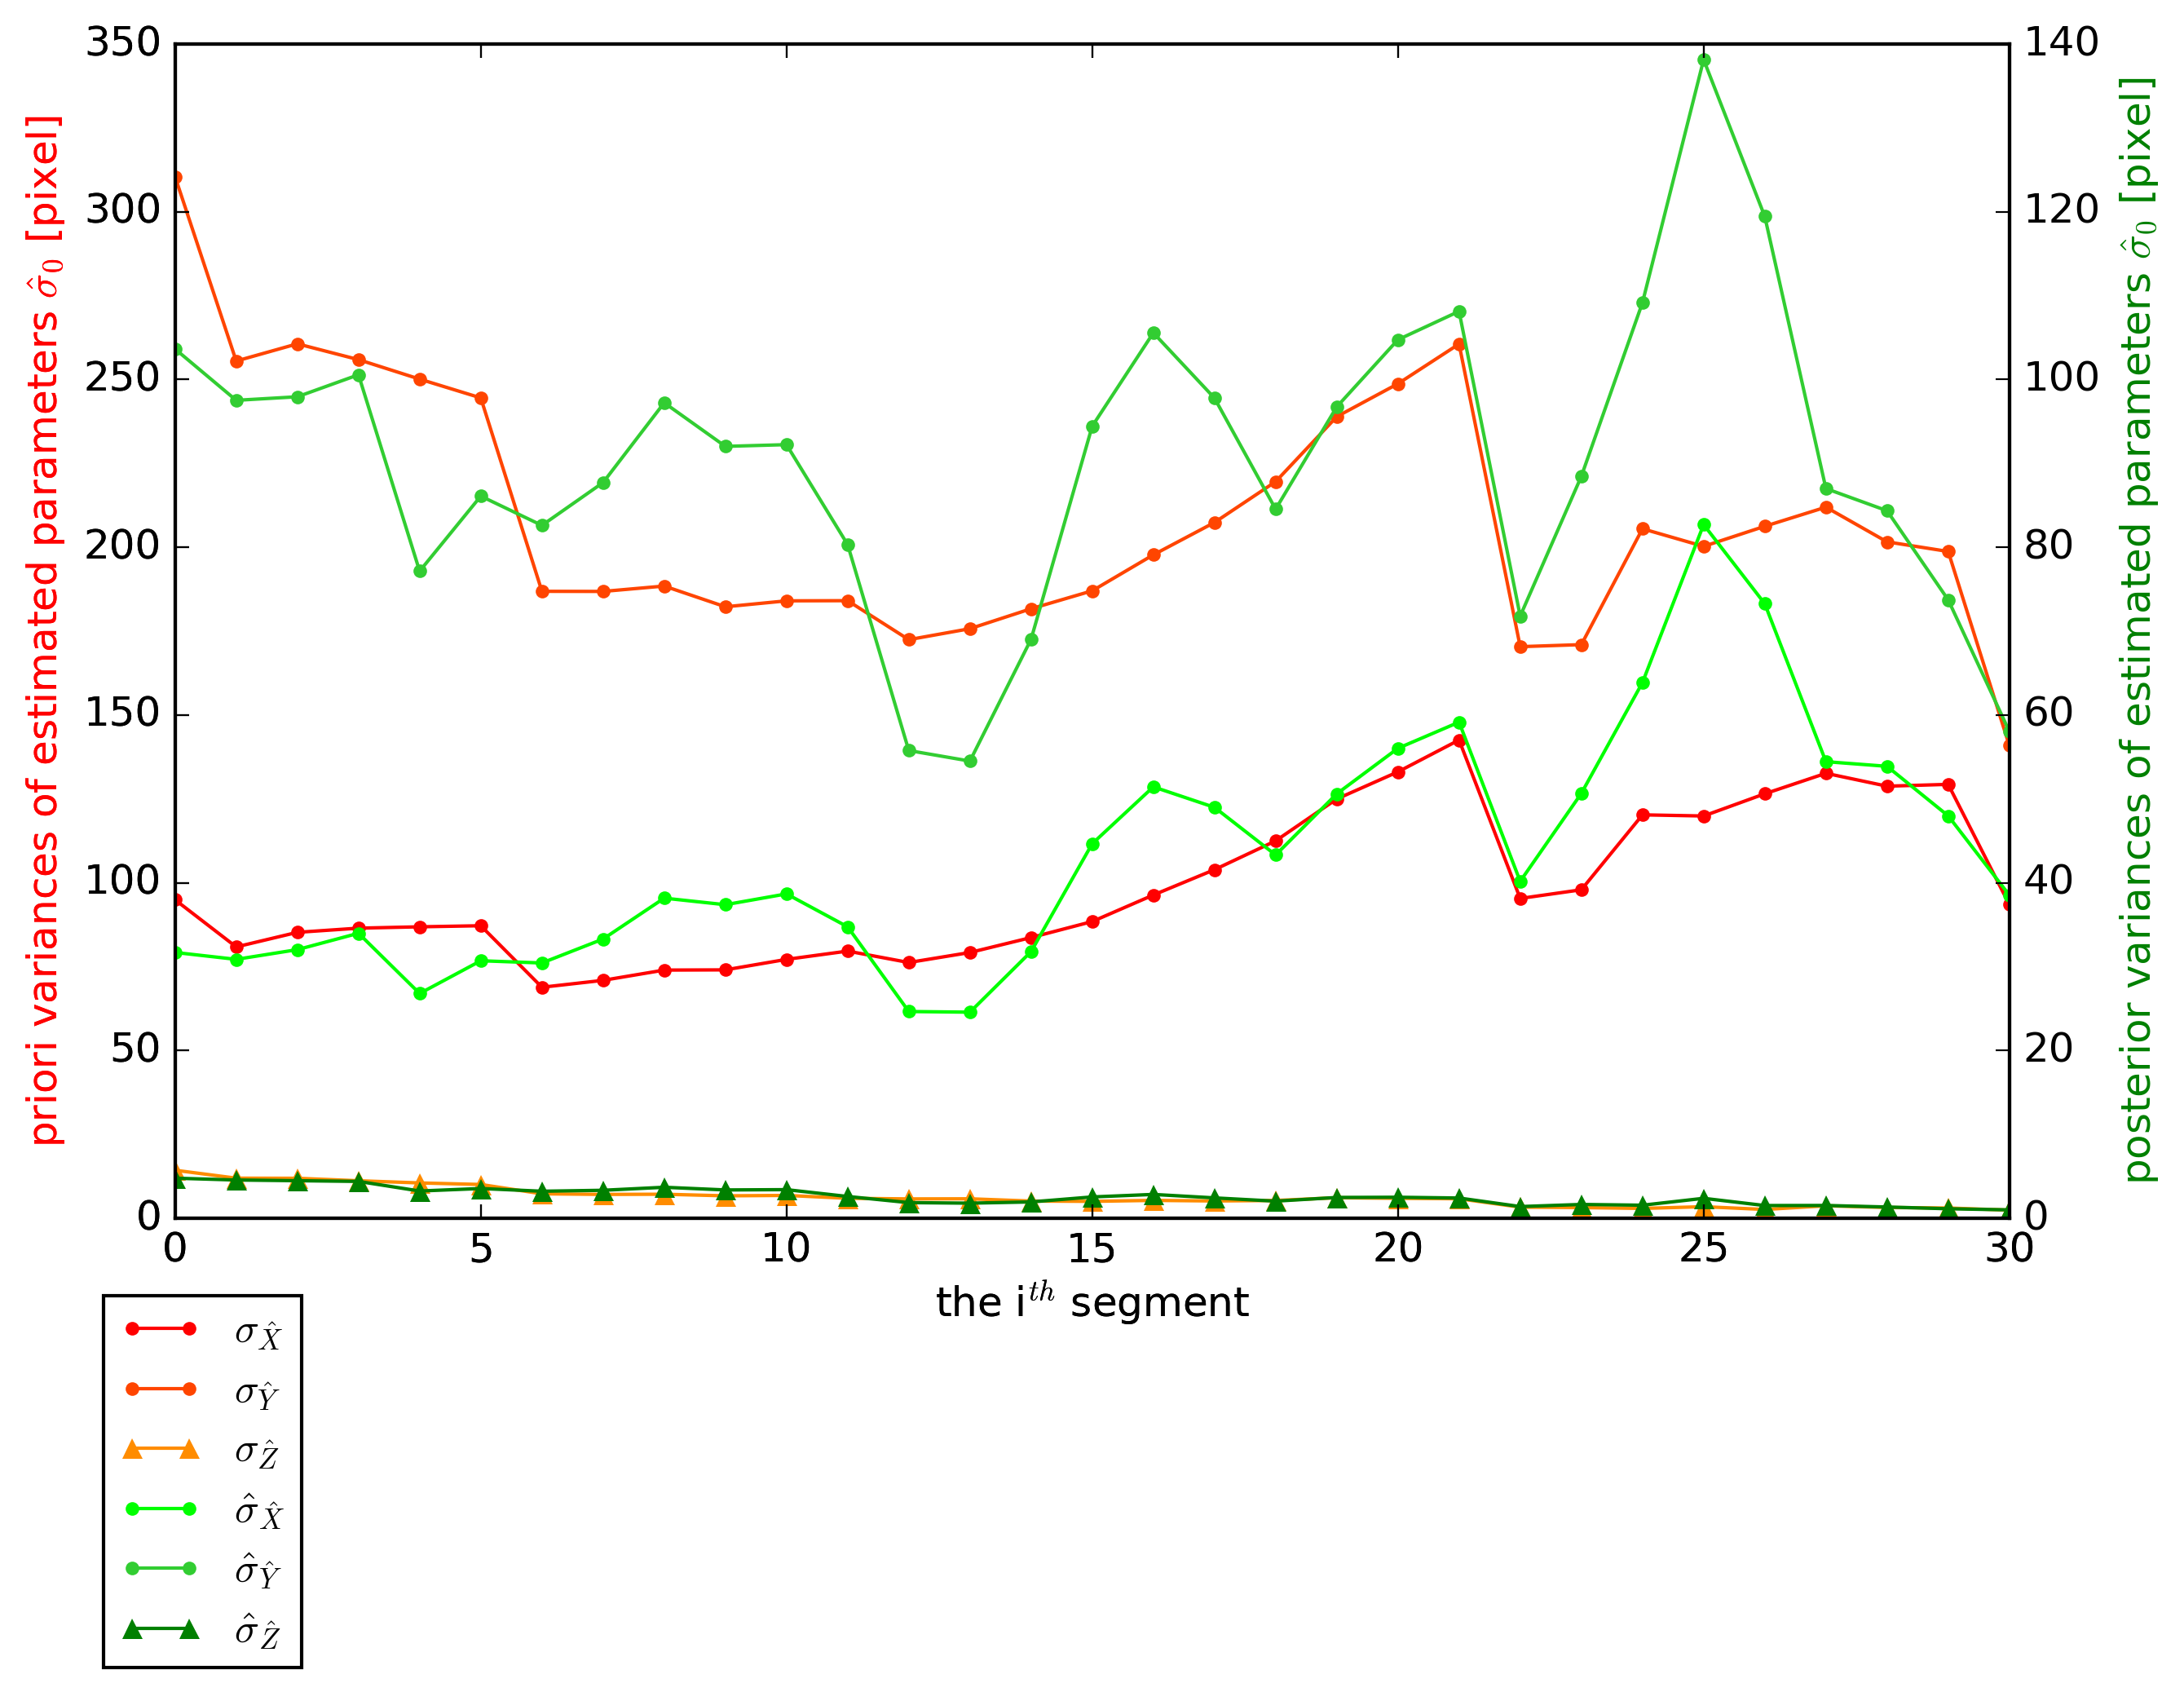 350
300
250
200
150
100
50
0
priori variances of estimated parameters σ̂₀ [pixel]
140
120
100
80
60
40
20
0
posterior variances of estimated parameters σ̂₀ [pixel]
0 5 10 15 20 25 30
the iᵗʰ segment
σ_X̂
σ_Ŷ
σ_Ẑ
σ̂_X̂
σ̂_Ŷ
σ̂_Ẑ